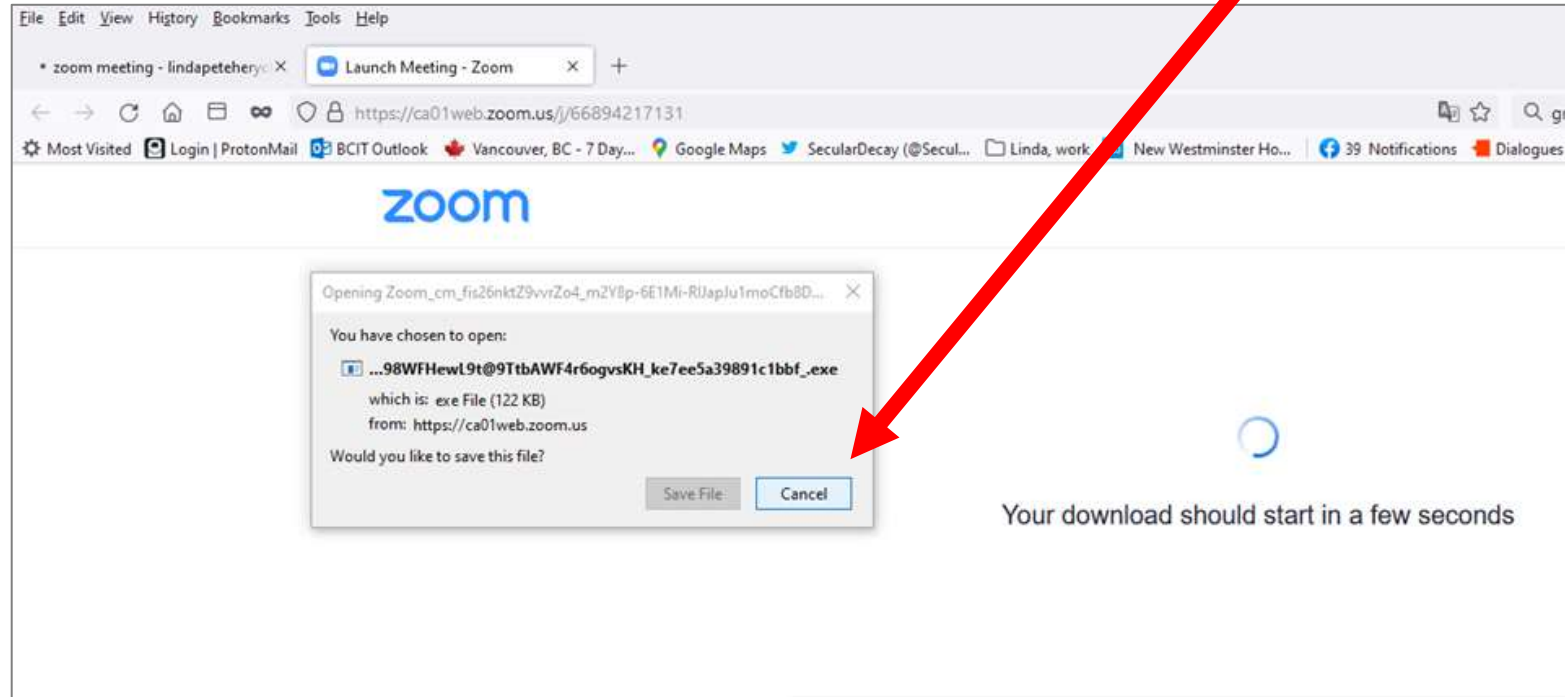 File Edit View History Bookmarks Tools Help
* zoom meeting - lindapeteheryc × Launch Meeting - Zoom × +
https://ca01web.zoom.us/j/66894217131
Most Visited Login | ProtonMail BCIT Outlook Vancouver, BC - 7 Day... Google Maps SecularDecay (@Secul... Linda, work New Westminster Ho... 39 Notifications Dialogues
zoom
Opening Zoom_cm_fis26nktZ9vvrZo4_m2Y8p-6E1Mi-RlJapJu1moCfb8D...
You have chosen to open:
...98WFHewL9t@9TtbAWF4r6ogvsKH_ke7ee5a39891c1bbf_.exe
which is: exe File (122 KB)
from: https://ca01web.zoom.us
Would you like to save this file?
Save File Cancel
Your download should start in a few seconds